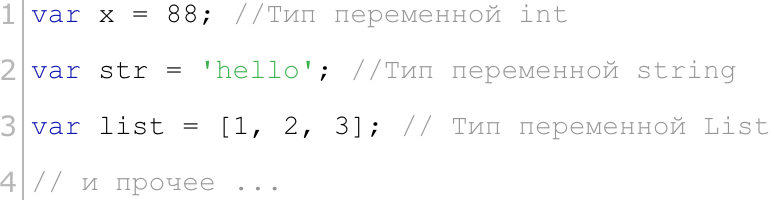 1 var x = 88; //Тип переменной int
2 var str = 'hello'; //Тип переменной string
3 var list = [1, 2, 3]; // Тип переменной List
4 // и прочее ...